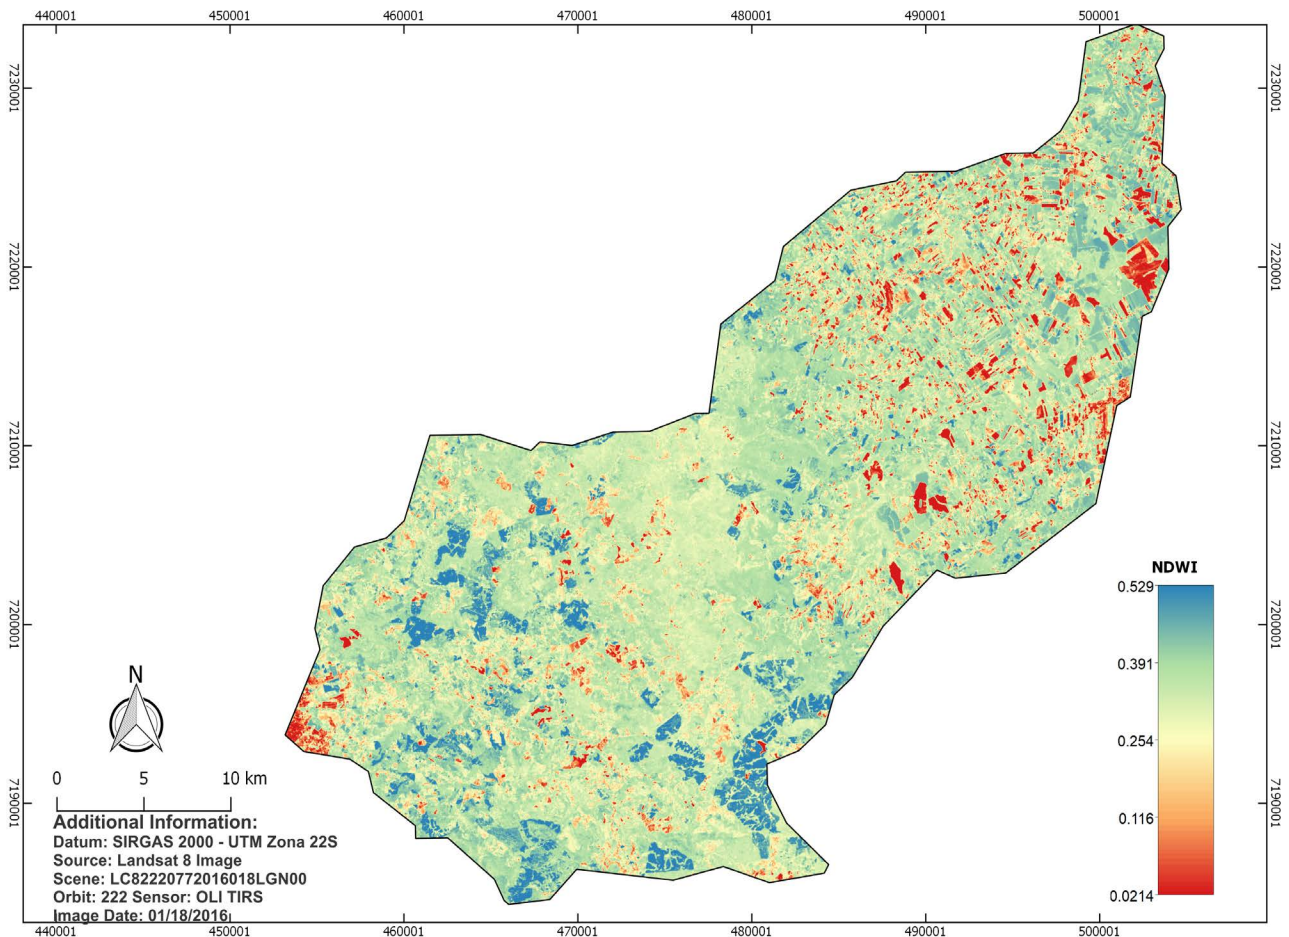 440001 450001 460001 470001 480001 490001 500001
7230001 7230001
7220001 7220001
7210001 7210001
7200001 7200001
7190001 7190001
NDWI
0.529
0.391
0.254
0.116
0.0214
N
0 5 10 km
Additional Information:
Datum: SIRGAS 2000 - UTM Zona 22S
Source: Landsat 8 Image
Scene: LC82220772016018LGN00
Orbit: 222 Sensor: OLI TIRS
Image Date: 01/18/2016
440001 450001 460001 470001 480001 490001 500001